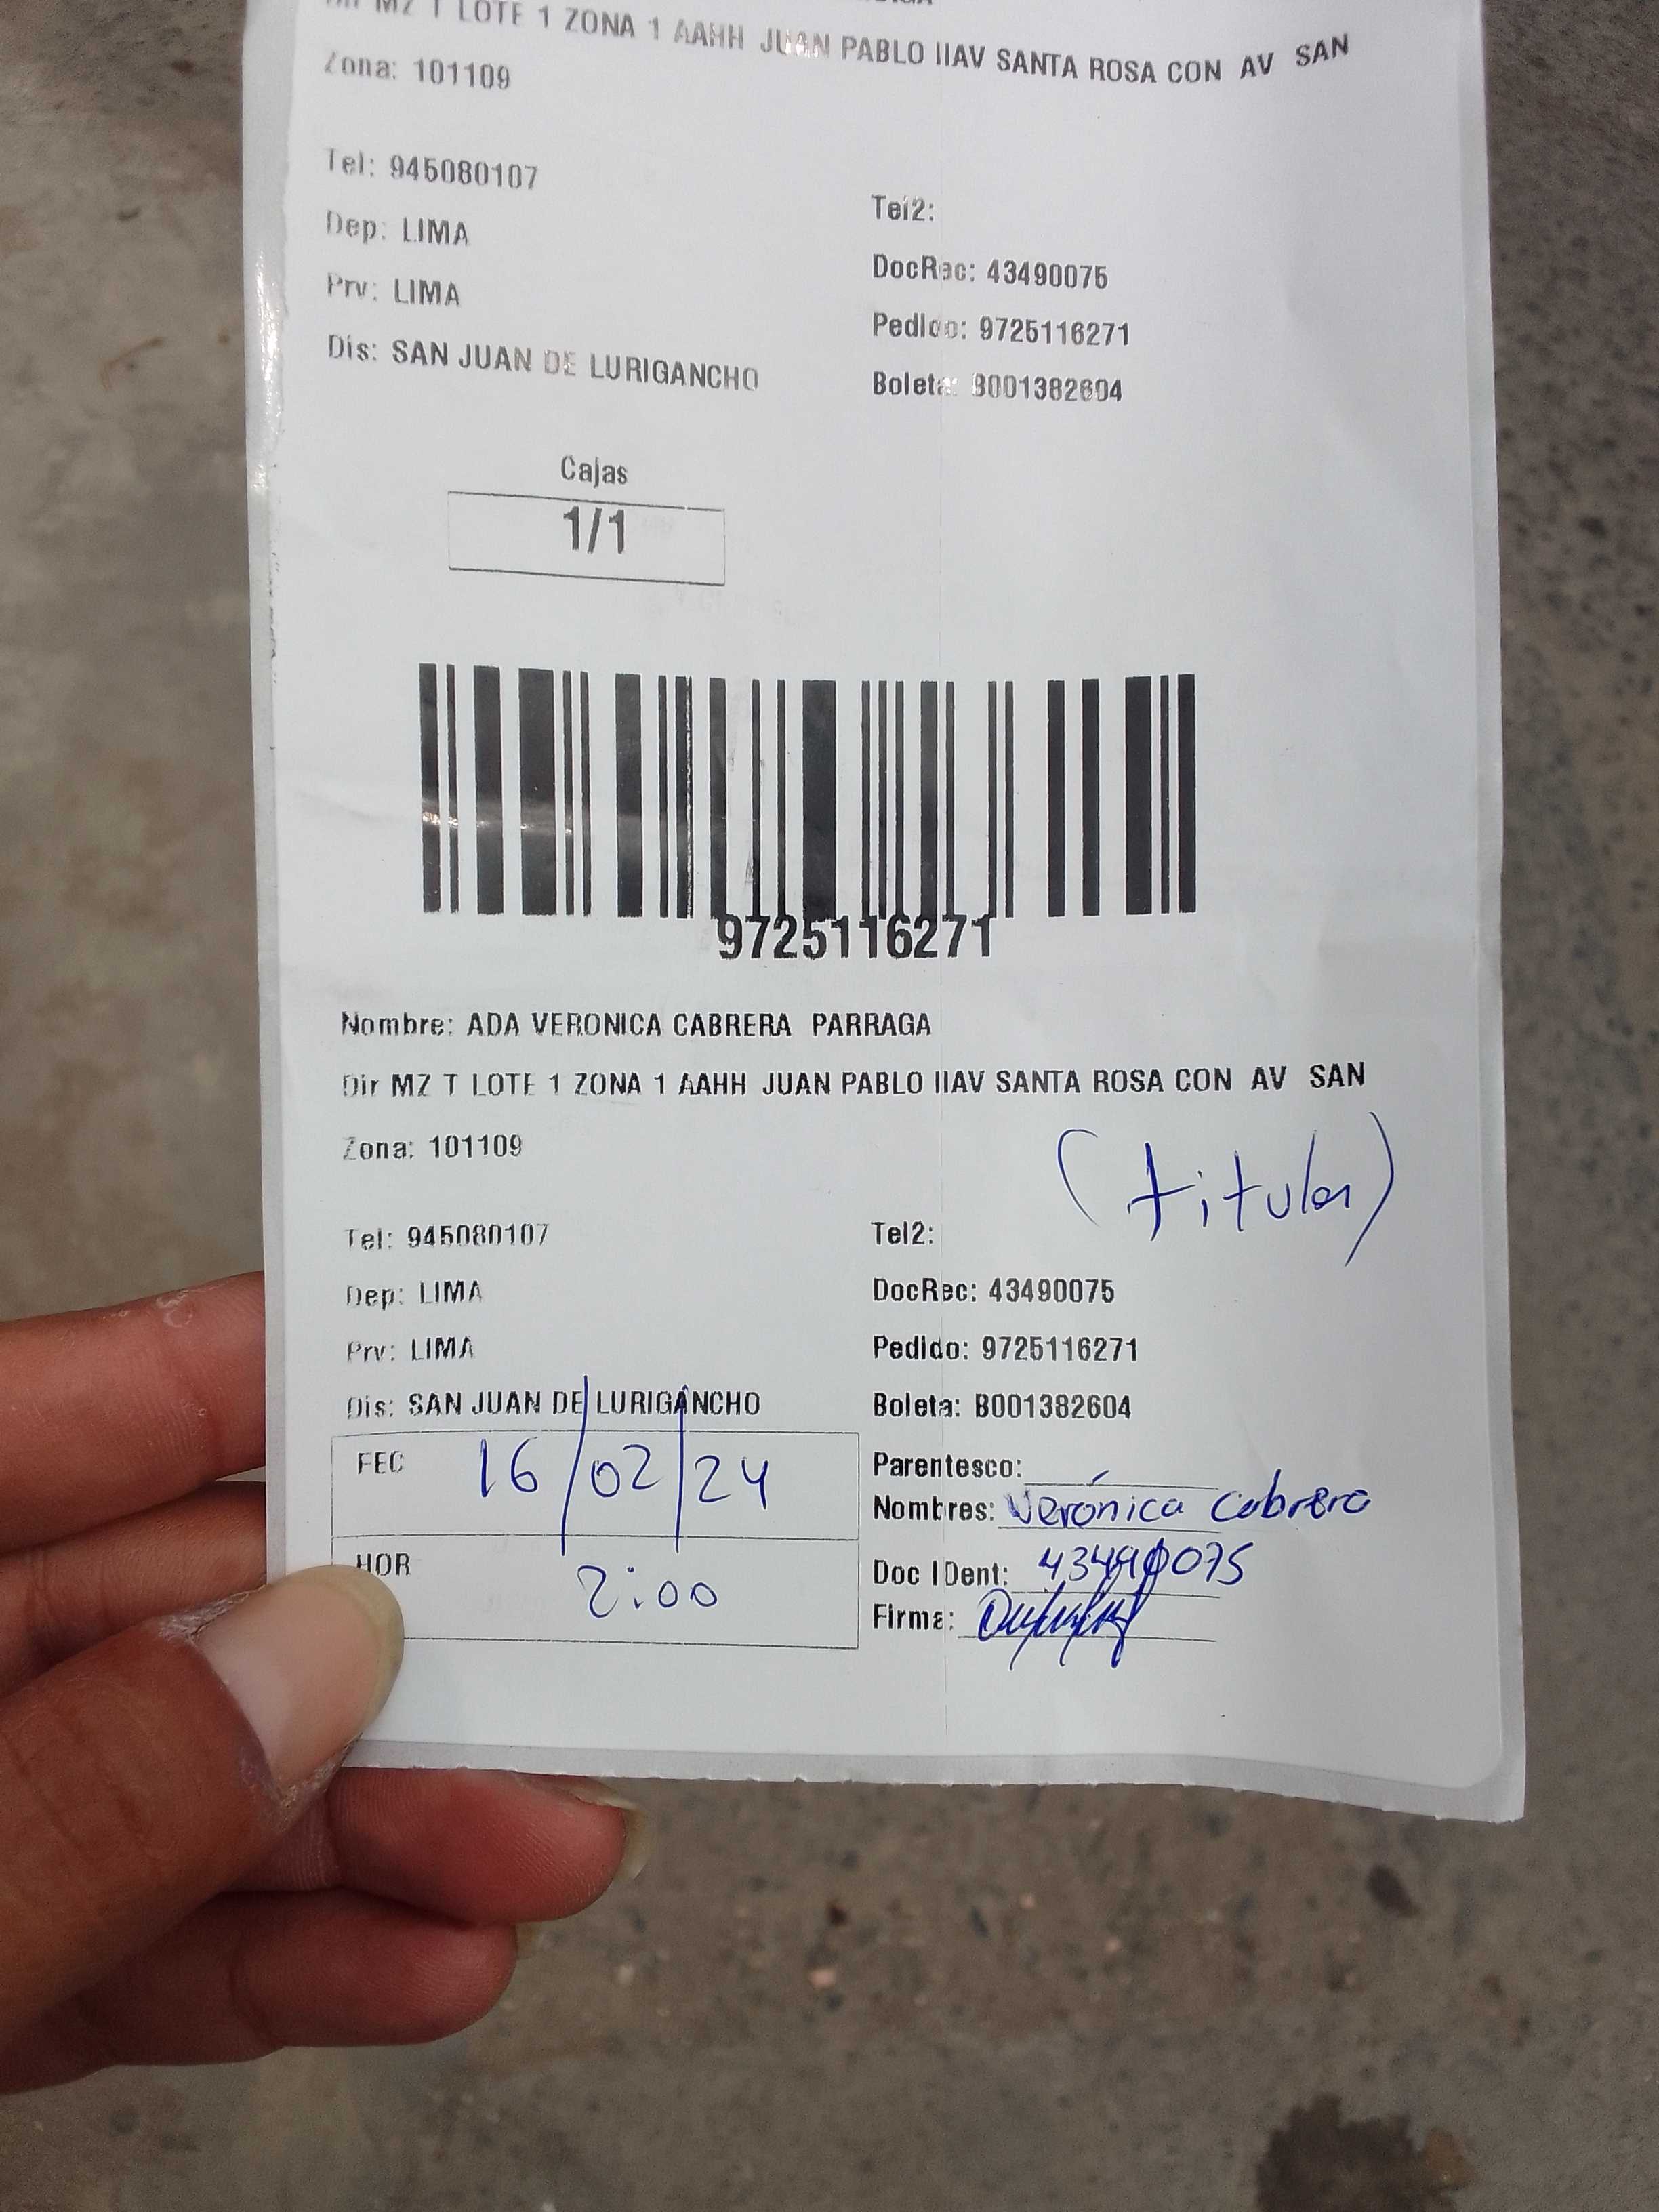 MZ T LOTE 1 ZONA 1 AAHH JUAN PABLO IIAV SANTA ROSA CON AV SAN
Zona: 101109
Tel: 945080107
Tel2:
Dep: LIMA
DocRec: 43490075
Prv: LIMA
Pedido: 9725116271
Dis: SAN JUAN DE LURIGANCHO
Boleta: B001382604
Cajas
1/1
9725116271
Nombre: ADA VERONICA CABRERA PARRAGA
Dir MZ T LOTE 1 ZONA 1 AAHH JUAN PABLO IIAV SANTA ROSA CON AV SAN
Zona: 101109
(titular)
Tel: 945080107
Tel2:
Dep: LIMA
DocRec: 43490075
Prv: LIMA
Pedido: 9725116271
Dis: SAN JUAN DE LURIGANCHO
Boleta: B001382604
FEC 16/02/24
Parentesco:
Nombres: Verónica Cabrera
HOR 2:00
Doc IDent: 43490075
Firma: